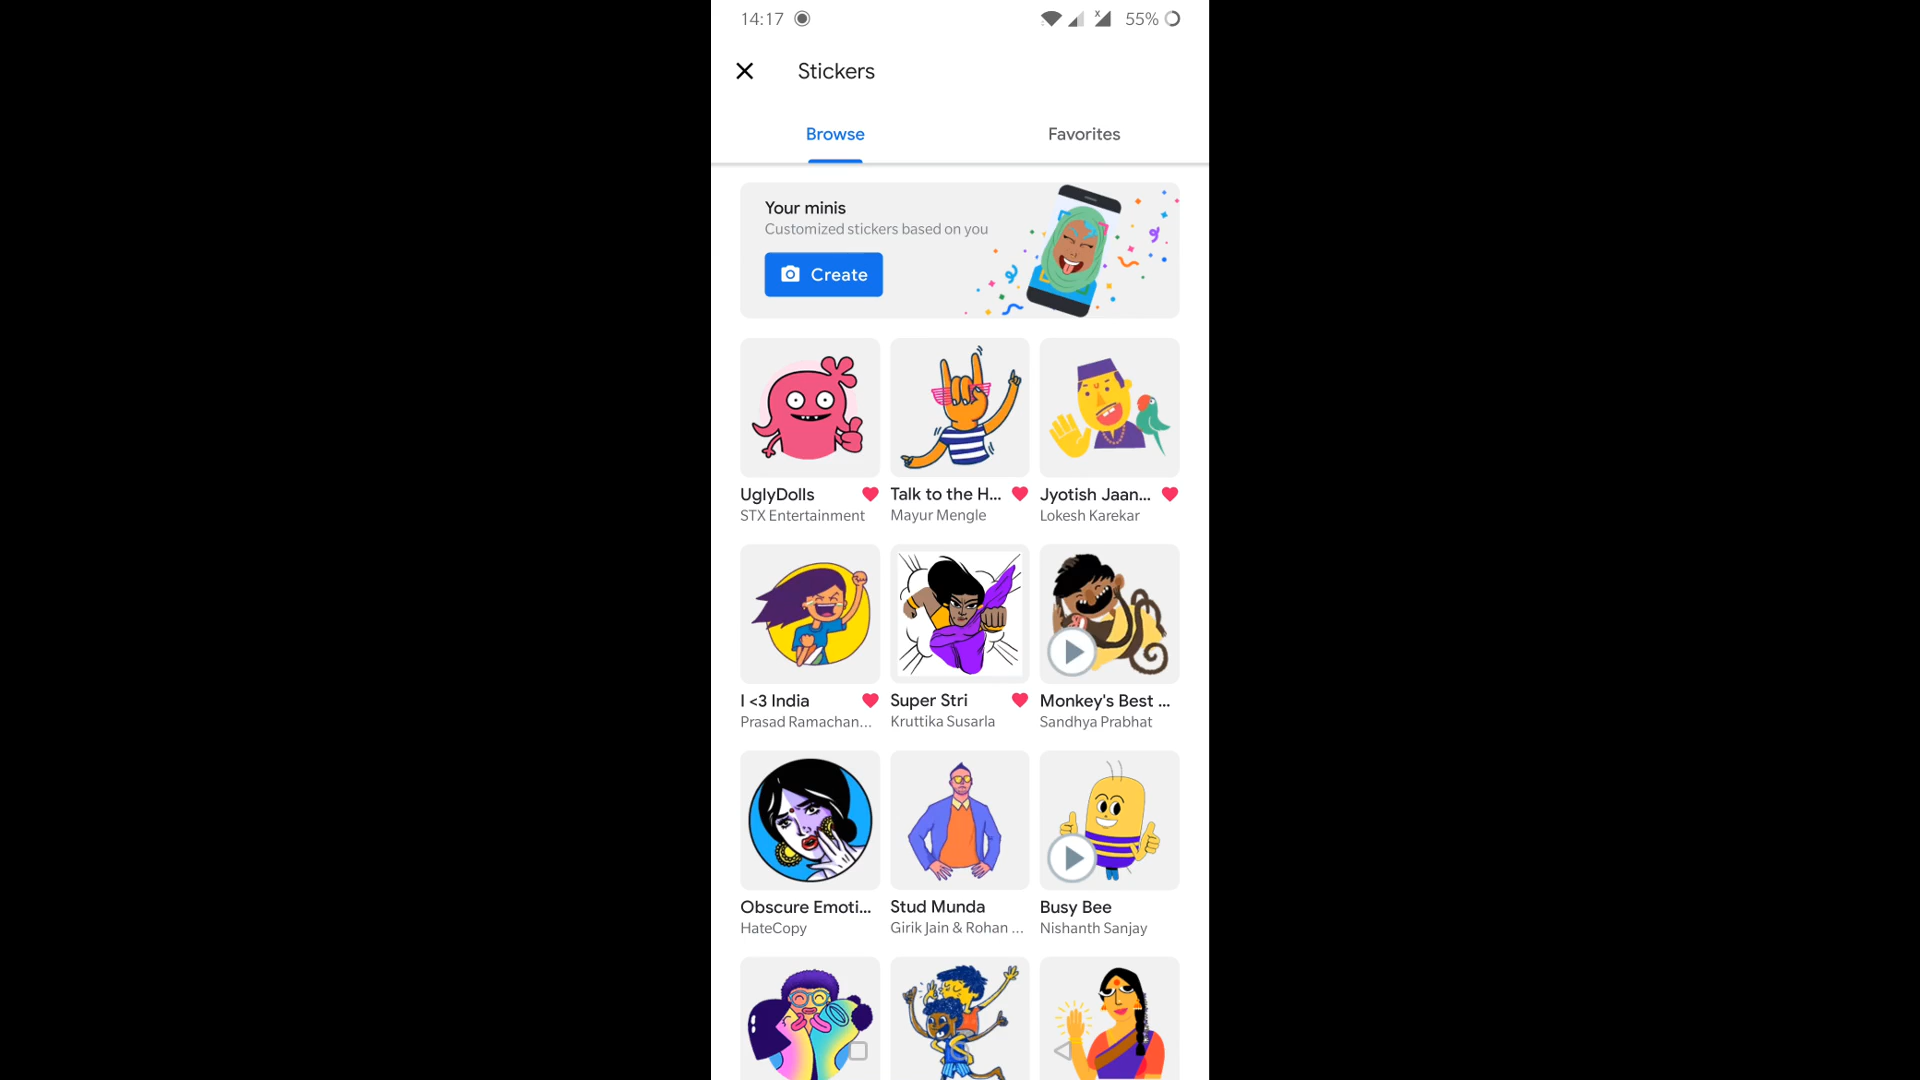 14:17
55%
Stickers
Browse
Favorites
Your minis
Customized stickers based on you
Create
UglyDolls
STX Entertainment
Talk to the H...
Mayur Mengle
Jyotish Jaan...
Lokesh Karekar
I <3 India
Prasad Ramachan...
Super Stri
Kruttika Susarla
Monkey's Best ...
Sandhya Prabhat
Obscure Emoti...
HateCopy
Stud Munda
Girik Jain & Rohan ...
Busy Bee
Nishanth Sanjay